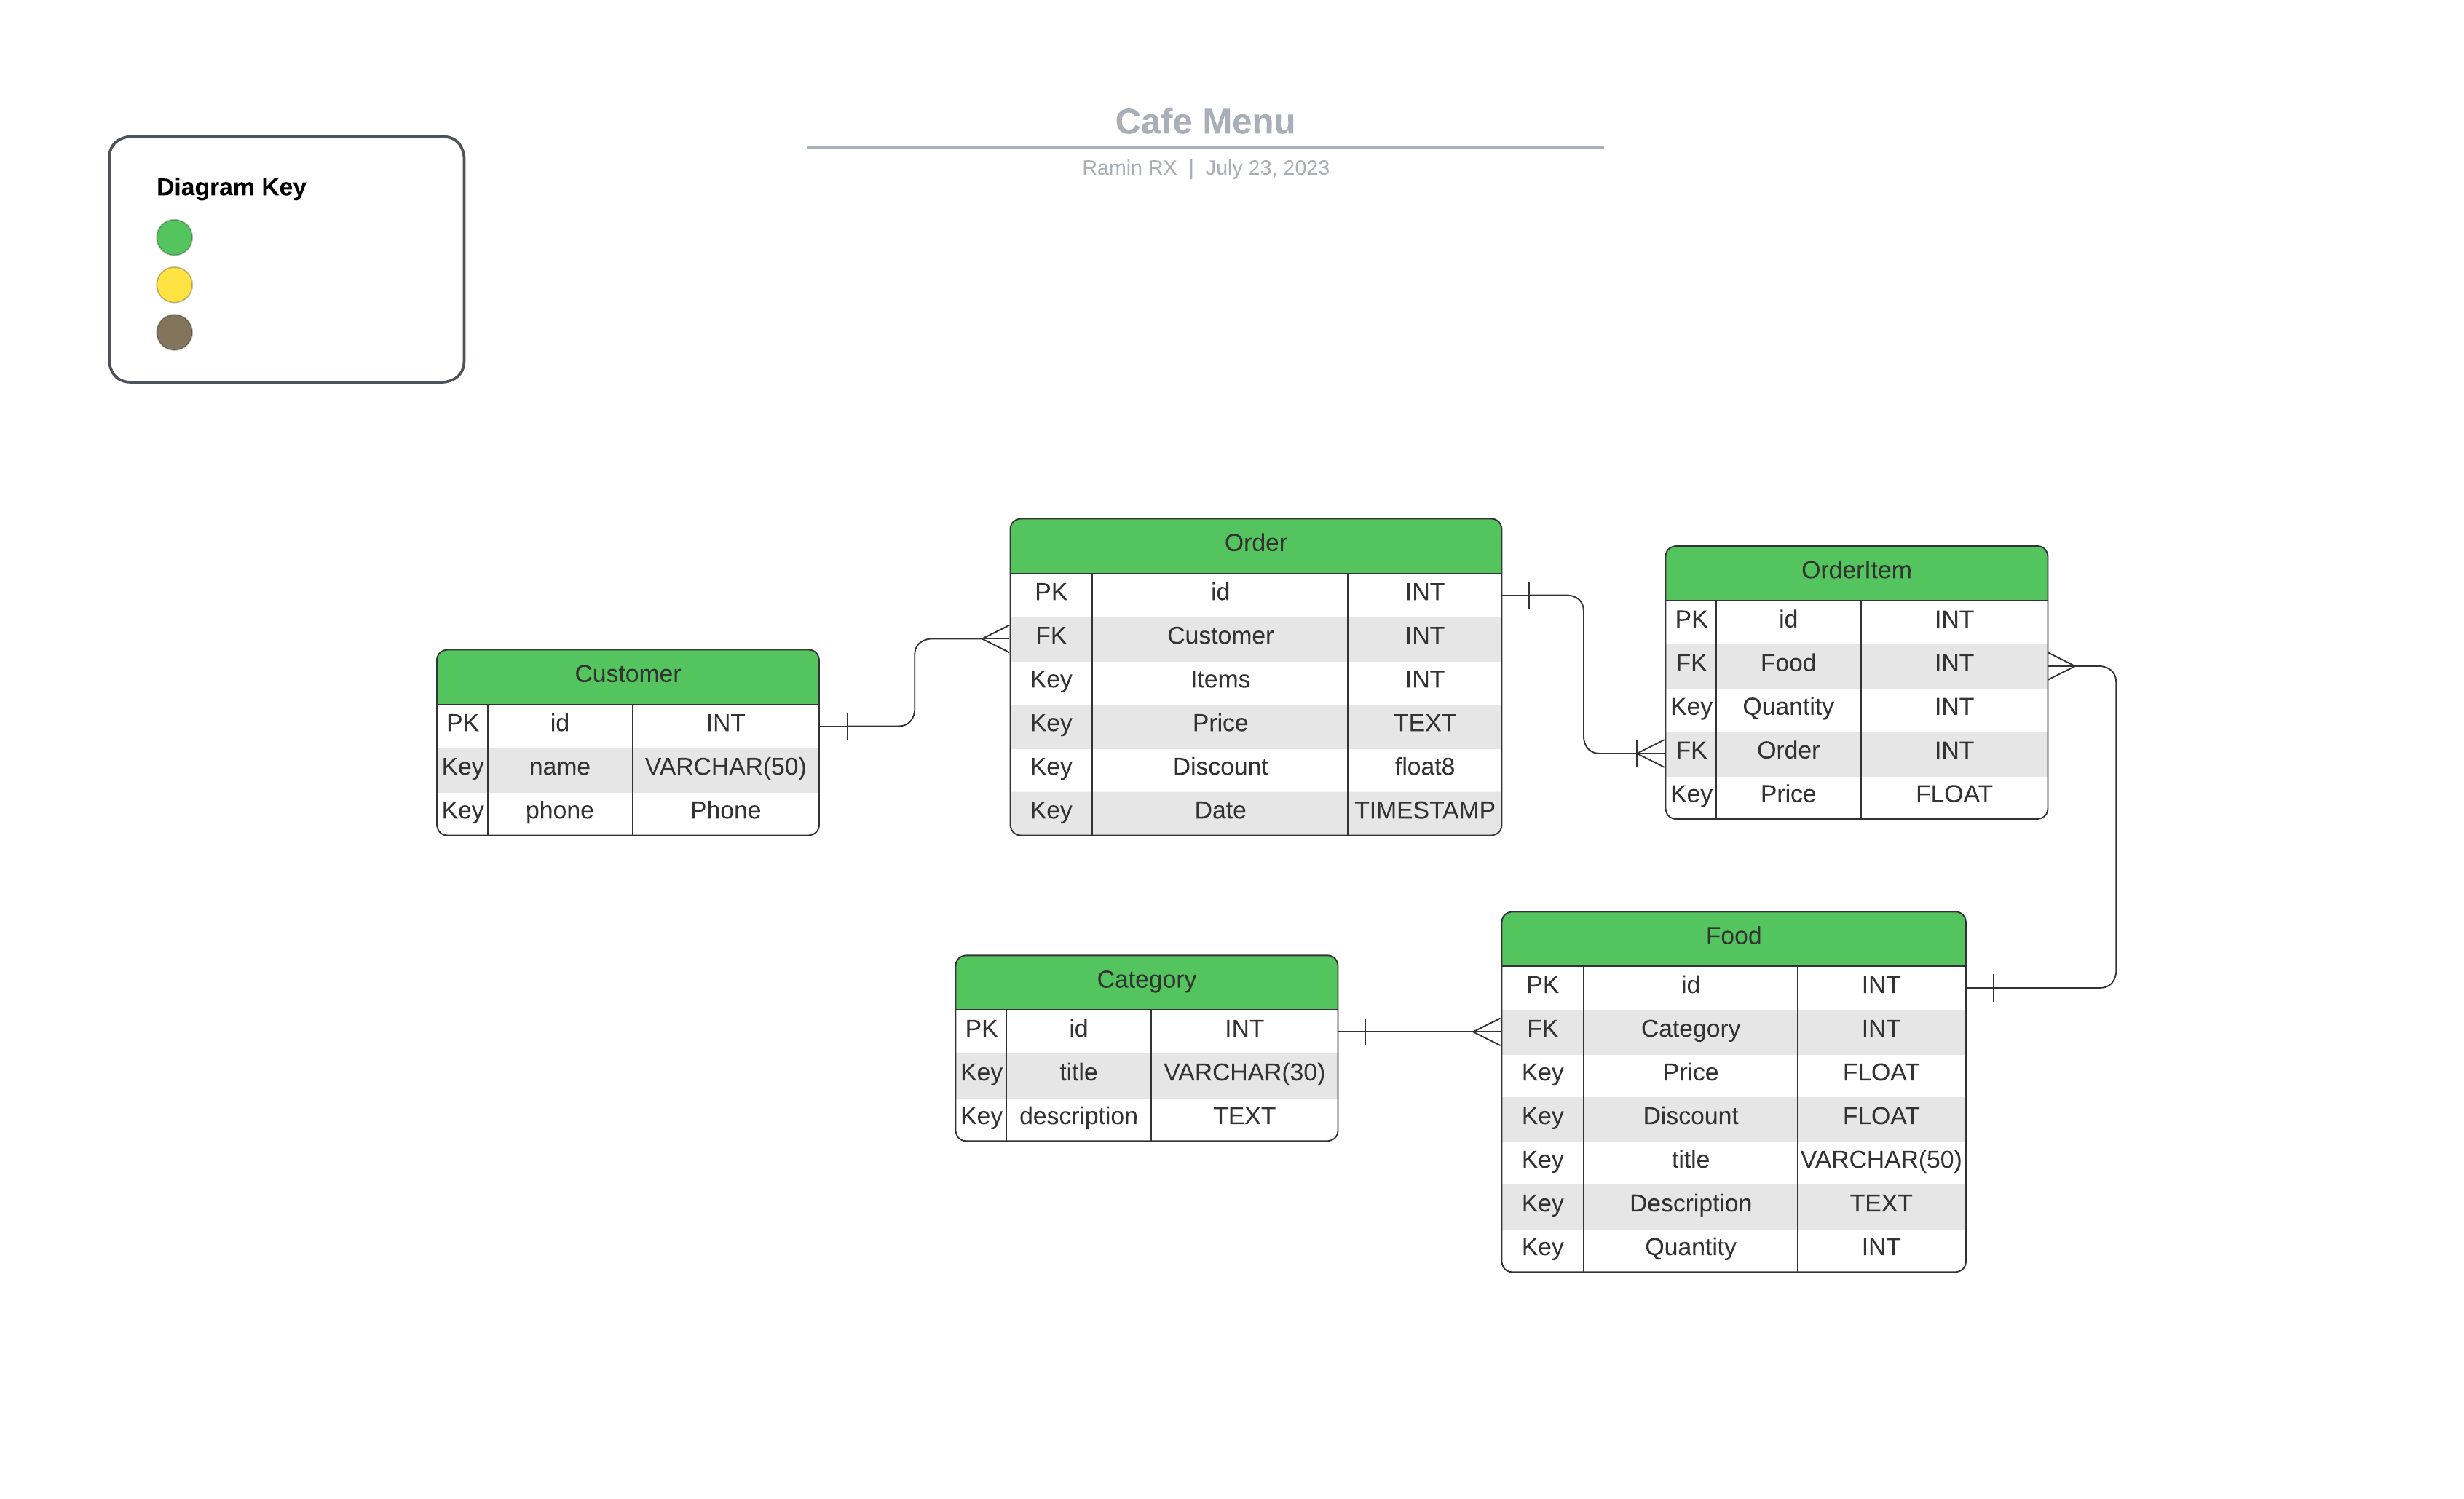 Cafe Menu
Ramin RX | July 23, 2023
Diagram Key
Order
PK id INT
FK Customer INT
Key Items INT
Key Price TEXT
Key Discount float8
Key Date TIMESTAMP
OrderItem
PK id INT
FK Food INT
Key Quantity INT
FK Order INT
Key Price FLOAT
Customer
PK id INT
Key name VARCHAR(50)
Key phone Phone
Food
PK id INT
FK Category INT
Key Price FLOAT
Key Discount FLOAT
Key title VARCHAR(50)
Key Description TEXT
Key Quantity INT
Category
PK id INT
Key title VARCHAR(30)
Key description TEXT